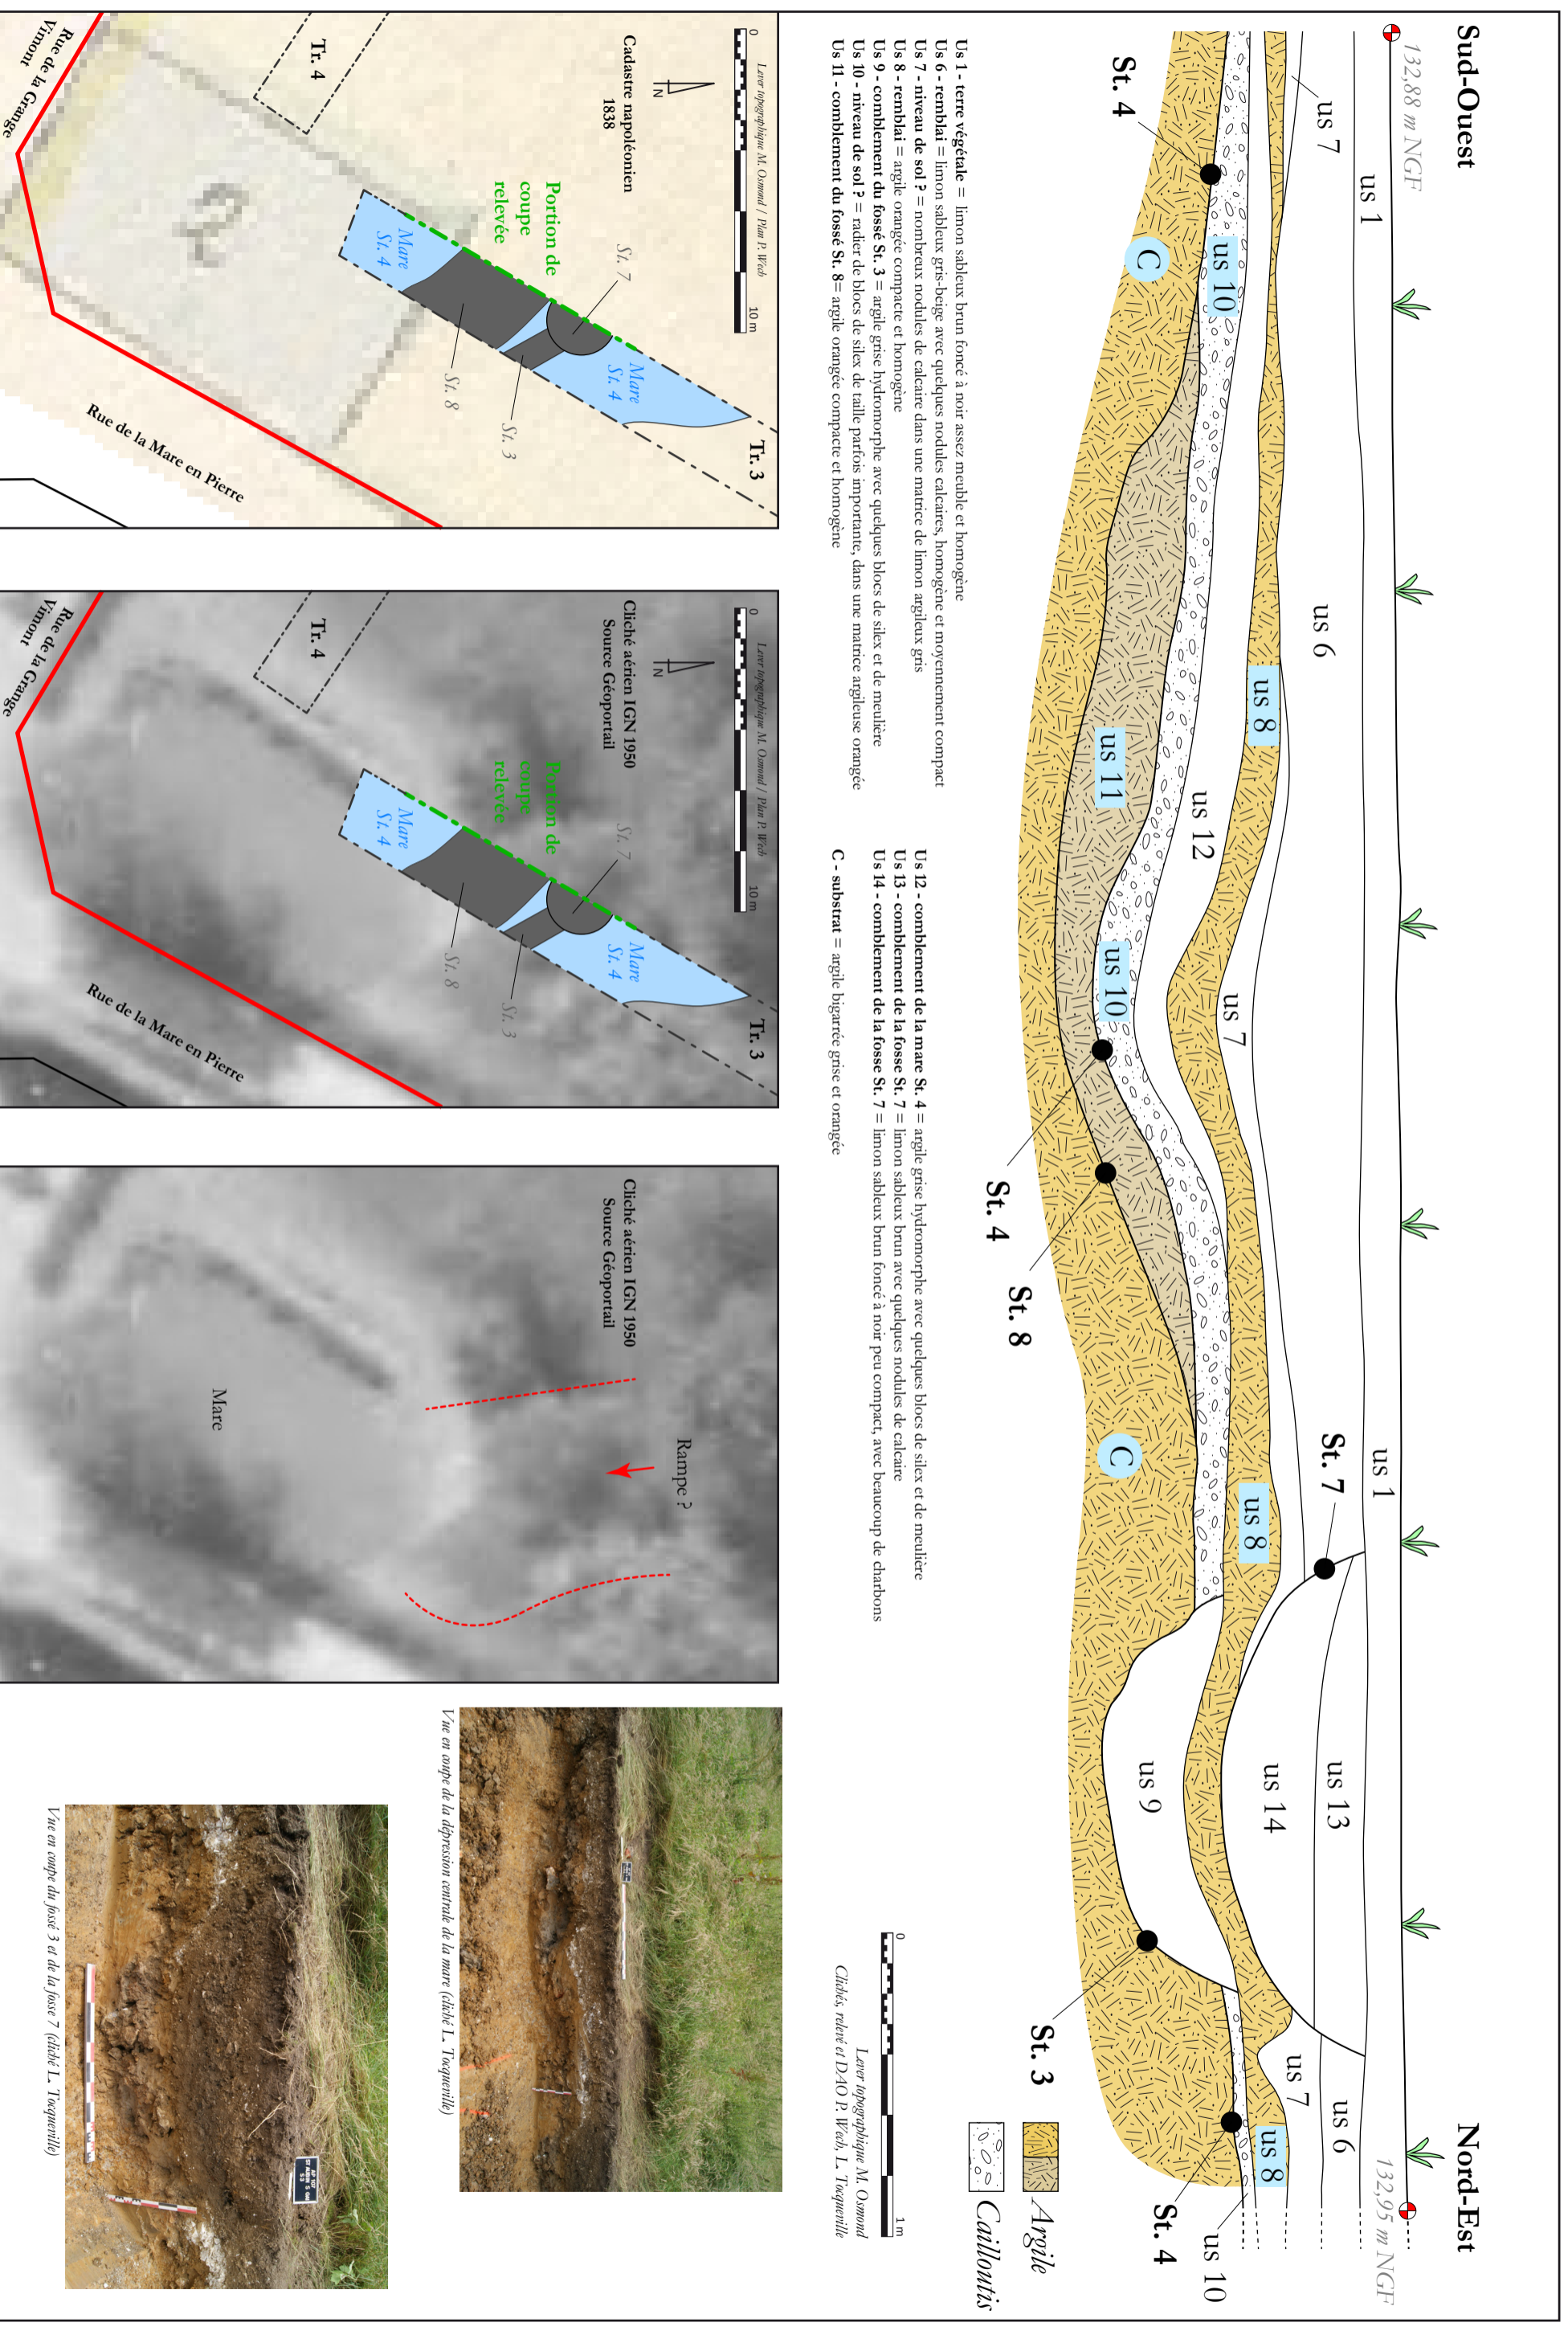 Sud-Ouest
Nord-Est
132,88 m NGF
132,95 m NGF
us 1
us 1
us 7
us 6
us 6
St. 7
us 13
us 7
us 8
us 7
us 14
us 8
us 8
us 10
us 12
us 10
us 10
us 11
us 9
St. 4
C
C
St. 4
St. 8
St. 3
St. 4
Argile
Cailloutis
Us 1 - terre végétale = limon sableux brun foncé à noir assez meuble et homogène
Us 6 - remblai = limon sableux gris-beige avec quelques nodules calcaires, homogène et moyennement compact
Us 7 - niveau de sol ? = nombreux nodules de calcaire dans une matrice de limon argileux gris
Us 8 - remblai = argile orangée compacte et homogène
Us 9 - comblement du fossé St. 3 = argile grise hydromorphe avec quelques blocs de silex et de meulière
Us 10 - niveau de sol ? = radier de blocs de silex de taille parfois importante, dans une matrice argileuse orangée
Us 11 - comblement du fossé St. 8= argile orangée compacte et homogène
Us 12 - comblement de la mare St. 4 = argile grise hydromorphe avec quelques blocs de silex et de meulière
Us 13 - comblement de la fosse St. 7 = limon sableux brun avec quelques nodules de calcaire
Us 14 - comblement de la fosse St. 7 = limon sableux brun foncé à noir peu compact, avec beaucoup de charbons
C - substrat = argile bigarrée grise et orangée
0
1 m
Lever topographique M. Osmond
Clichés, relevé et DAO P. Wech, L. Tocqueville
0
10 m
Lever topographique M. Osmond / Plan P. Wech
N
Cadastre napoléonien
1838
Tr. 3
Tr. 4
Portion de
coupe
relevée
St. 7
Mare
St. 4
Mare
St. 4
St. 3
St. 8
Rue de la Mare en Pierre
Rue de la Grange
Vimont
0
10 m
Lever topographique M. Osmond / Plan P. Wech
N
Cliché aérien IGN 1950
Source Géoportail
Tr. 3
Tr. 4
Portion de
coupe
relevée
St. 7
Mare
St. 4
Mare
St. 4
St. 3
St. 8
Rue de la Mare en Pierre
Rue de la Grange
Vimont
Cliché aérien IGN 1950
Source Géoportail
Rampe ?
Mare
Vue en coupe de la dépression centrale de la mare (cliché L. Tocqueville)
Vue en coupe du fossé 3 et de la fosse 7 (cliché L. Tocqueville)